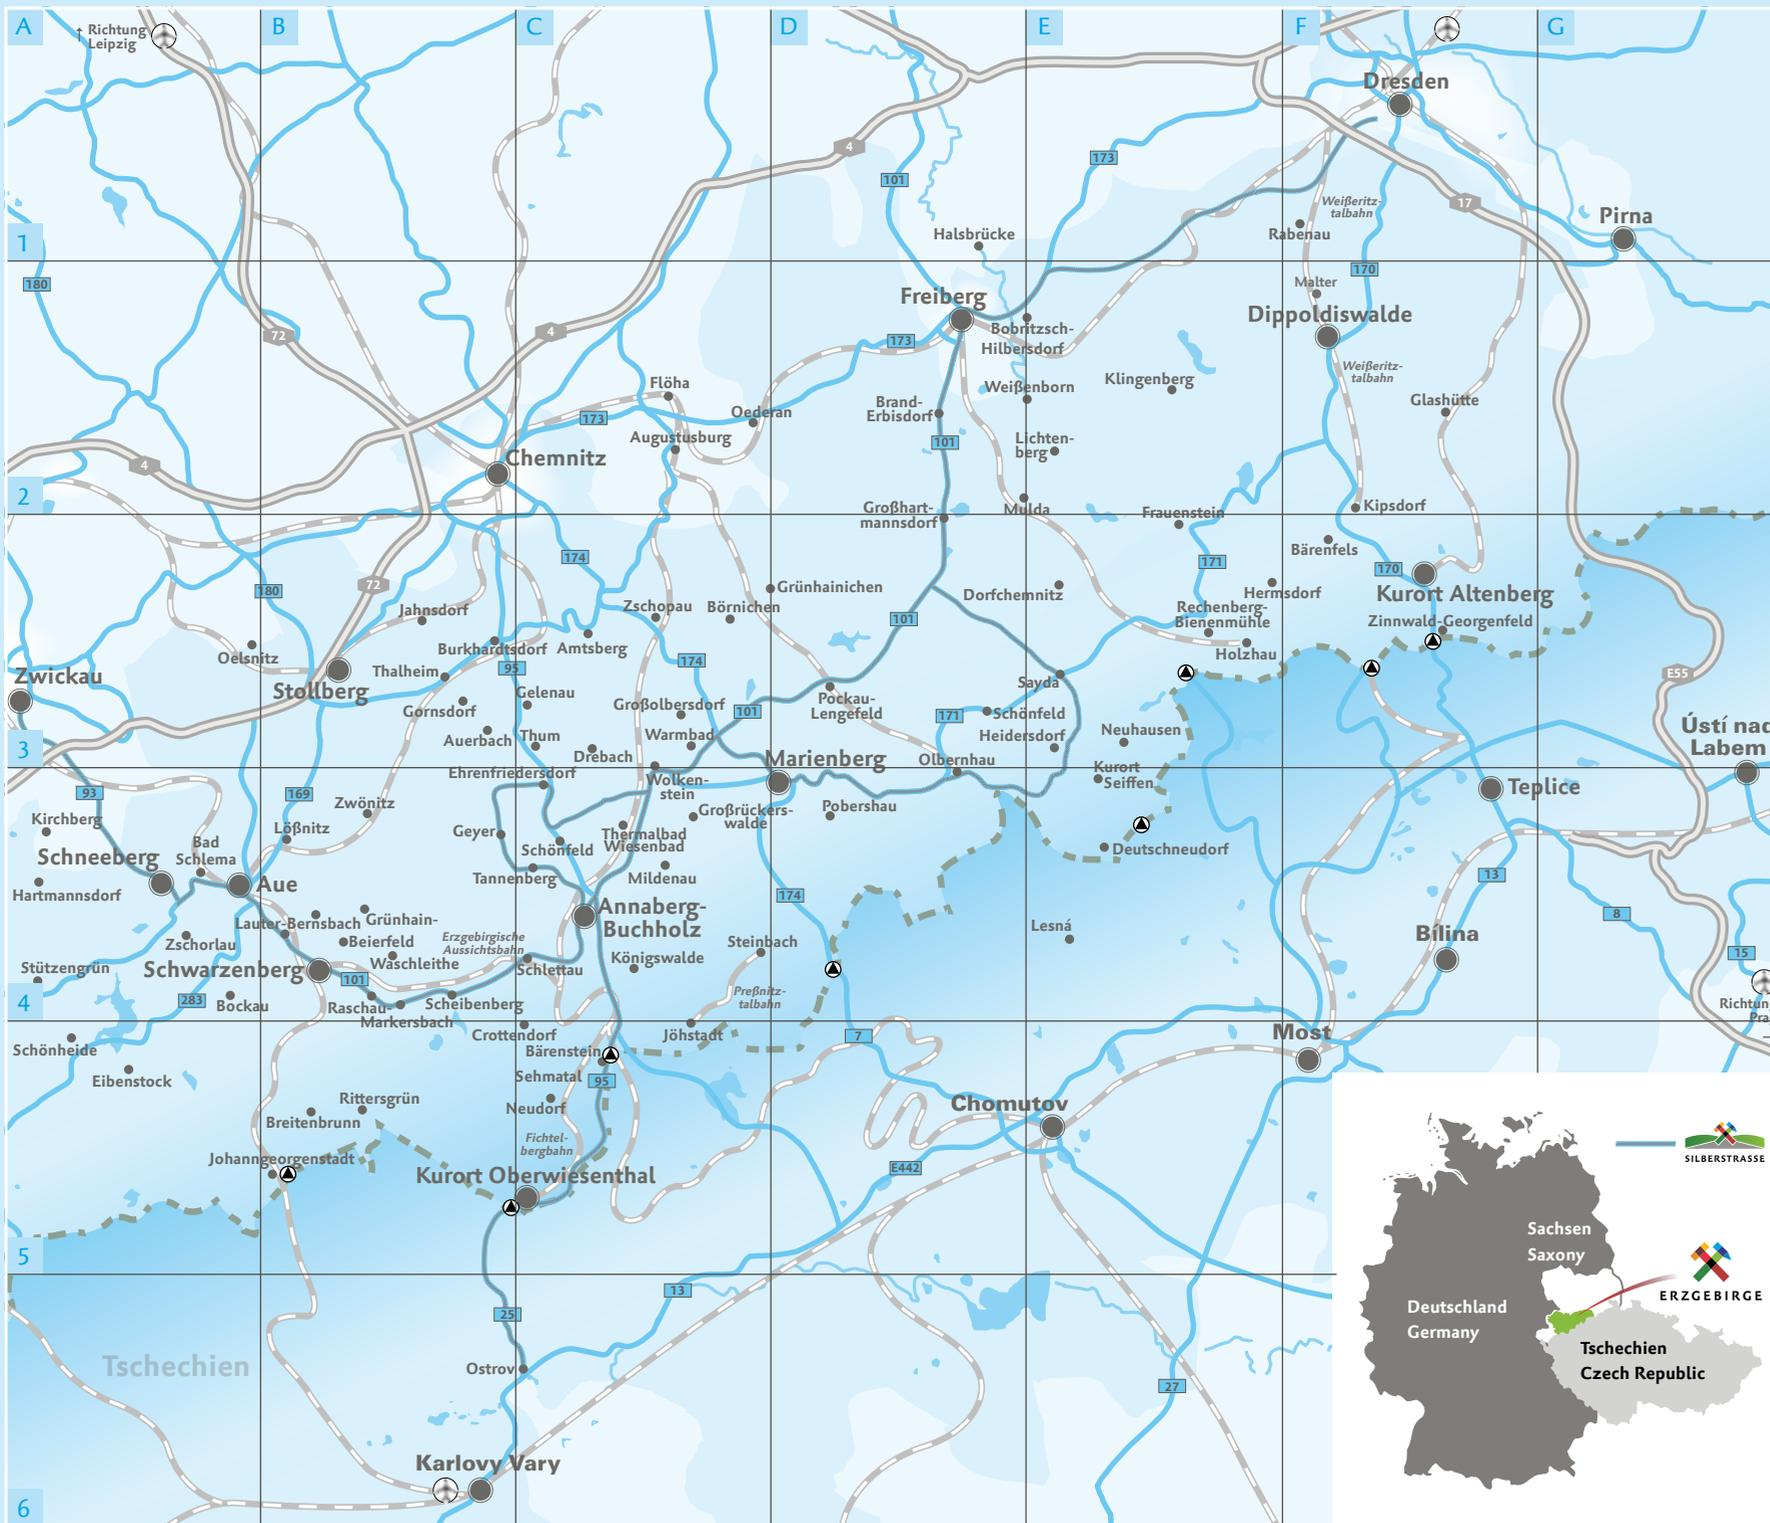 A
B
C
D
E
F
G
↑ Richtung
Leipzig
Dresden
4
101
173
17
Weißeritz-
talbahn
Rabenau
Pirna
Halsbrücke
1
180
170
Malter
Freiberg
Dippoldiswalde
72
4
173
Bobritzsch-
Hilbersdorf
Weißeritz-
talbahn
Flöha
Weißenborn
Klingenberg
Glashütte
173
Oederan
Brand-
Erbisdorf
Augustusburg
101
Lichten-
berg
4
Chemnitz
2
Großhart-
mannsdorf
Mulda
Frauenstein
Kipsdorf
Bärenfels
174
171
170
72
180
Grünhainichen
Dorfchemnitz
Hermsdorf
Kurort Altenberg
Jahnsdorf
Zschopau
Börnichen
101
Rechenberg-
Bienenmühle
Zinnwald-Georgenfeld
Oelsnitz
Burkhardtsdorf
Amtsberg
Holzhau
Zwickau
Thalheim
95
174
E55
Stollberg
Gelenau
Sayda
Gornsdorf
Großolbersdorf
101
Pockau-
Lengefeld
171
Schönfeld
Ústí nad
Labem
3
Auerbach
Thum
Warmbad
Heidersdorf
Neuhausen
Drebach
Marienberg
Olbernhau
Ehrenfriedersdorf
Wolken-
stein
Kurort
Seiffen
Teplice
93
169
Zwönitz
Großrückers-
walde
Pobershau
Kirchberg
Lößnitz
Geyer
Thermalbad
Wiesenbad
Bad
Schlema
Schönfeld
Deutschneudorf
Schneeberg
Aue
Tannenberg
Mildenau
13
Hartmannsdorf
174
Annaberg-
Buchholz
8
Lauter-Bernsbach
Grünhain-
Beierfeld
Lesná
Bílina
Zschorlau
Erzgebirgische
Aussichtsbahn
Steinbach
15
Stützengrün
Schwarzenberg
Waschleithe
Schlettau
Königswalde
101
283
Bockau
Raschau-
Markersbach
Scheibenberg
Preßnitz-
talbahn
4
Richtung
Crottendorf
Jöhstadt
7
Most
Schönheide
Bärenstein
Eibenstock
Sehmatal
95
Rittersgrün
Neudorf
Chomutov
Breitenbrunn
Fichtel-
bergbahn
Johanngeorgenstadt
E442
Kurort Oberwiesenthal
5
13
25
Tschechien
Ostrov
27
Karlovy Vary
6
SILBERSTRASSE
Sachsen
Saxony
ERZGEBIRGE
Deutschland
Germany
Tschechien
Czech Republic